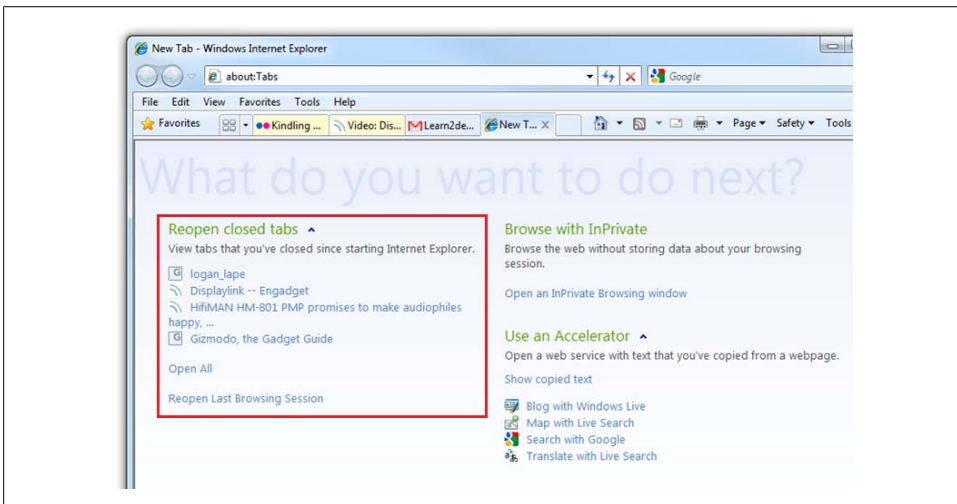 New Tab - Windows Internet Explorer
about:Tabs
Google
File Edit View Favorites Tools Help
Favorites
Kindling ...
Video: Dis...
Learn2de...
New T...
Page
Safety
Tools
What do you want to do next?
Reopen closed tabs
View tabs that you've closed since starting Internet Explorer.
logan_lape
Displaylink -- Engadget
HifiMAN HM-801 PMP promises to make audiophiles
happy, ...
Gizmodo, the Gadget Guide
Open All
Reopen Last Browsing Session
Browse with InPrivate
Browse the web without storing data about your browsing
session.
Open an InPrivate Browsing window
Use an Accelerator
Open a web service with text that you've copied from a webpage.
Show copied text
Blog with Windows Live
Map with Live Search
Search with Google
Translate with Live Search